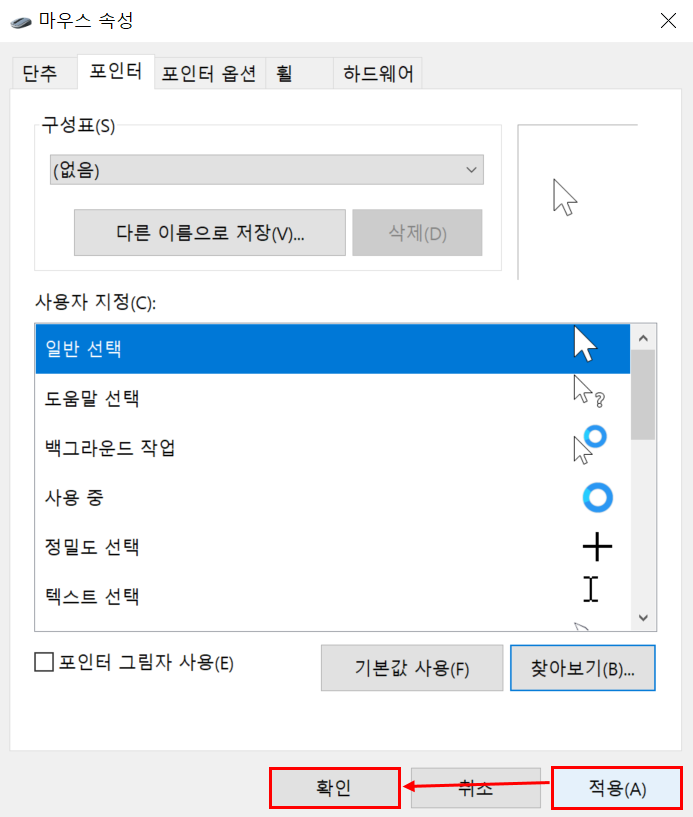 마우스 속성
단추 포인터 포인터 옵션 휠 하드웨어
구성표(S)
(없음)
다른 이름으로 저장(V)... 삭제(D)
사용자 지정(C):
일반 선택
도움말 선택
백그라운드 작업
사용 중
정밀도 선택
텍스트 선택
포인터 그림자 사용(E) 기본값 사용(F) 찾아보기(B)...
확인 취소 적용(A)